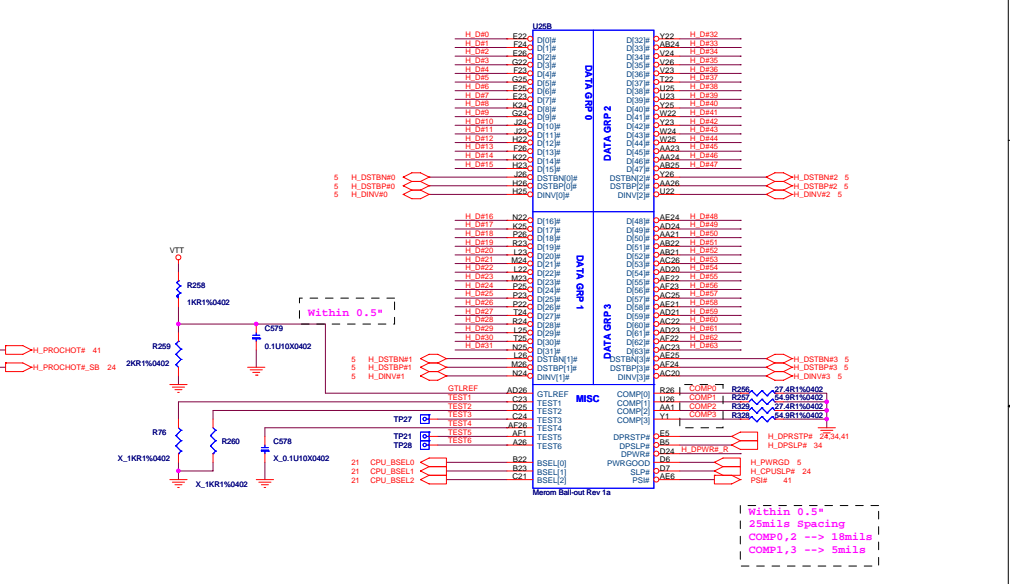 U25B
H_D#0 E22 D[0]# D[32]# Y22 H_D#32
H_D#1 F24 D[1]# D[33]# AB24 H_D#33
H_D#2 E26 D[2]# D[34]# V24 H_D#34
H_D#3 G22 D[3]# D[35]# V26 H_D#35
H_D#4 F23 D[4]# D[36]# V23 H_D#36
H_D#5 G25 D[5]# D[37]# T22 H_D#37
H_D#6 E25 D[6]# D[38]# U25 H_D#38
H_D#7 E23 D[7]# D[39]# U23 H_D#39
H_D#8 K24 D[8]# D[40]# Y25 H_D#40
H_D#9 G24 D[9]# D[41]# W22 H_D#41
H_D#10 J24 D[10]# D[42]# Y23 H_D#42
H_D#11 J23 D[11]# D[43]# W24 H_D#43
H_D#12 H22 D[12]# D[44]# W25 H_D#44
H_D#13 F26 D[13]# D[45]# AA23 H_D#45
H_D#14 K22 D[14]# D[46]# AA24 H_D#46
H_D#15 H23 D[15]# D[47]# AB25 H_D#47
5 H_DSTBN#0 J26 DSTBN[0]# DSTBN[2]# Y26 H_DSTBN#2 5
5 H_DSTBP#0 H26 DSTBP[0]# DSTBP[2]# AA26 H_DSTBP#2 5
5 H_DINV#0 H25 DINV[0]# DINV[2]# U22 H_DINV#2 5
DATA GRP 0
DATA GRP 2
H_D#16 N22 D[16]# D[48]# AE24 H_D#48
H_D#17 K25 D[17]# D[49]# AD24 H_D#49
H_D#18 P26 D[18]# D[50]# AA21 H_D#50
H_D#19 R23 D[19]# D[51]# AB22 H_D#51
H_D#20 L23 D[20]# D[52]# AB21 H_D#52
H_D#21 M24 D[21]# D[53]# AC26 H_D#53
H_D#22 L22 D[22]# D[54]# AD20 H_D#54
H_D#23 M23 D[23]# D[55]# AE22 H_D#55
H_D#24 P25 D[24]# D[56]# AF23 H_D#56
H_D#25 P23 D[25]# D[57]# AC25 H_D#57
H_D#26 P22 D[26]# D[58]# AE21 H_D#58
H_D#27 T24 D[27]# D[59]# AD21 H_D#59
H_D#28 R24 D[28]# D[60]# AC22 H_D#60
H_D#29 L25 D[29]# D[61]# AD23 H_D#61
H_D#30 T25 D[30]# D[62]# AF22 H_D#62
H_D#31 N25 D[31]# D[63]# AC23 H_D#63
5 H_DSTBN#1 L26 DSTBN[1]# DSTBN[3]# AE25 H_DSTBN#3 5
5 H_DSTBP#1 M26 DSTBP[1]# DSTBP[3]# AF24 H_DSTBP#3 5
5 H_DINV#1 N24 DINV[1]# DINV[3]# AC20 H_DINV#3 5
DATA GRP 1
DATA GRP 3
VTT
R258
1KR1%0402
Within 0.5"
C579
0.1U10X0402
R259
2KR1%0402
H_PROCHOT# 41
H_PROCHOT#_SB 24
MISC
GTLREF AD26 GTLREF COMP[0] R26 COMP0 R256 27.4R1%0402
TEST1 C23 TEST1 COMP[1] U26 COMP1 R257 54.9R1%0402
TEST2 D25 TEST2 COMP[2] AA1 COMP2 R329 27.4R1%0402
TP27 TEST3 C24 TEST3 COMP[3] Y1 COMP3 R328 54.9R1%0402
TEST4 AF26 TEST4
TP21 TEST5 AF1 TEST5 DPRSTP# E5 H_DPRSTP# 24,34,41
TP28 TEST6 A26 TEST6 DPSLP# B5 H_DPSLP# 34
DPWR# D24 H_DPWR#_R
21 CPU_BSEL0 B22 BSEL[0] PWRGOOD D6 H_PWRGD 5
21 CPU_BSEL1 B23 BSEL[1] SLP# D7 H_CPUSLP# 24
21 CPU_BSEL2 C21 BSEL[2] PSI# AE6 PSI# 41
R76
X_1KR1%0402
R260
X_1KR1%0402
C578
X_0.1U10X0402
Merom Ball-out Rev 1a
Within 0.5"
25mils Spacing
COMP0,2 --> 18mils
COMP1,3 --> 5mils